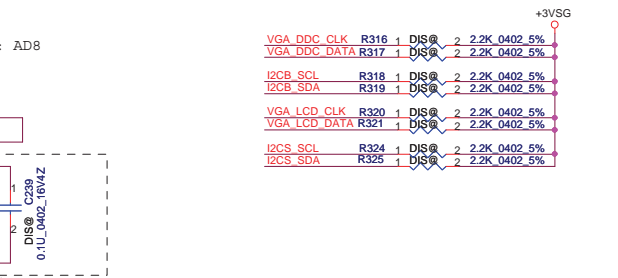 +3VSG
: AD8
VGA_DDC_CLK R316 1 DIS@ 2 2.2K_0402_5%
VGA_DDC_DATA R317 1 DIS@ 2 2.2K_0402_5%
I2CB_SCL R318 1 DIS@ 2 2.2K_0402_5%
I2CB_SDA R319 1 DIS@ 2 2.2K_0402_5%
VGA_LCD_CLK R320 1 DIS@ 2 2.2K_0402_5%
VGA_LCD_DATA R321 1 DIS@ 2 2.2K_0402_5%
I2CS_SCL R324 1 DIS@ 2 2.2K_0402_5%
I2CS_SDA R325 1 DIS@ 2 2.2K_0402_5%
1
2
DIS@ C239
0.1U_0402_16V4Z